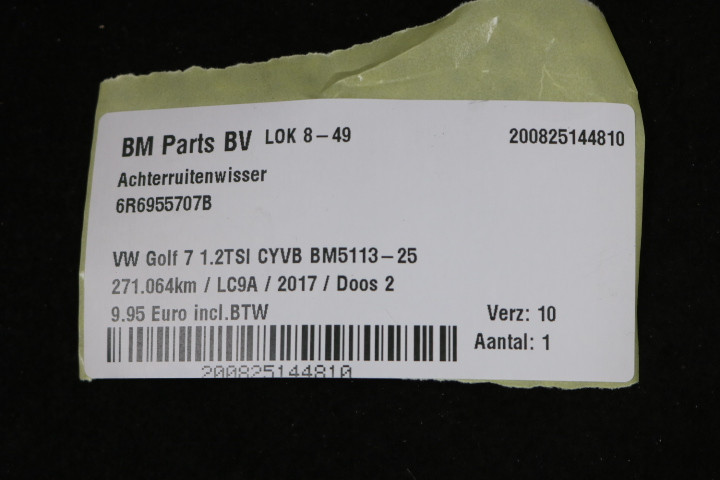 BM Parts BV LOK 8-49 200825144810
Achterruitenwisser
6R6955707B
VW Golf 7 1.2TSI CYVB BM5113-25
271.064km / LC9A / 2017 / Doos 2
9.95 Euro incl.BTW Verz: 10
Aantal: 1
200825144810